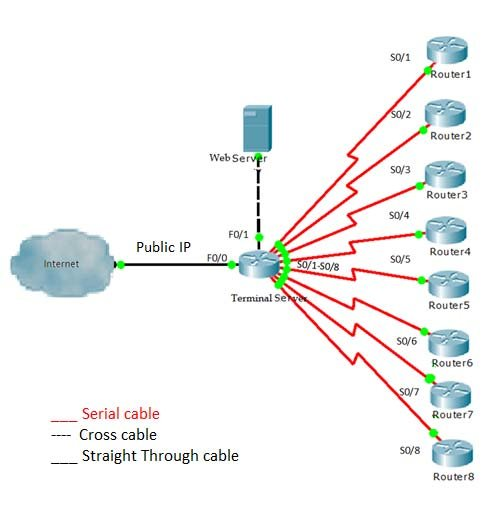 S0/1
Router1
S0/2
Router2
Web Server
S0/3
Router3
S0/4
Router4
F0/1
Public IP
F0/0
Internet
S0/1-S0/8
S0/5
Terminal Server
Router5
S0/6
Router6
S0/7
Router7
___ Serial cable
---- Cross cable
___ Straight Through cable
S0/8
Router8